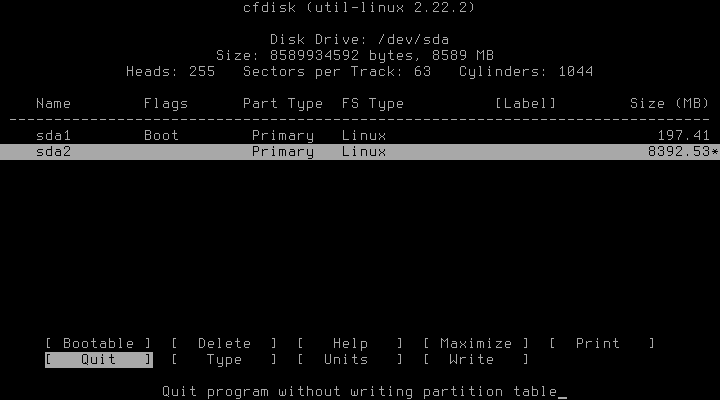 cfdisk (util-linux 2.22.2)
Disk Drive: /dev/sda
Size: 8589934592 bytes, 8589 MB
Heads: 255   Sectors per Track: 63   Cylinders: 1044
Name   Flags   Part Type   FS Type   [Label]   Size (MB)
------------------------------------------------------------------------------
sda1   Boot   Primary   Linux   197.41
sda2   Primary   Linux   8392.53*
[ Bootable ]  [  Delete  ]  [   Help   ]  [ Maximize ]  [  Print   ]
[   Quit   ]  [   Type   ]  [  Units   ]  [  Write   ]
Quit program without writing partition table_